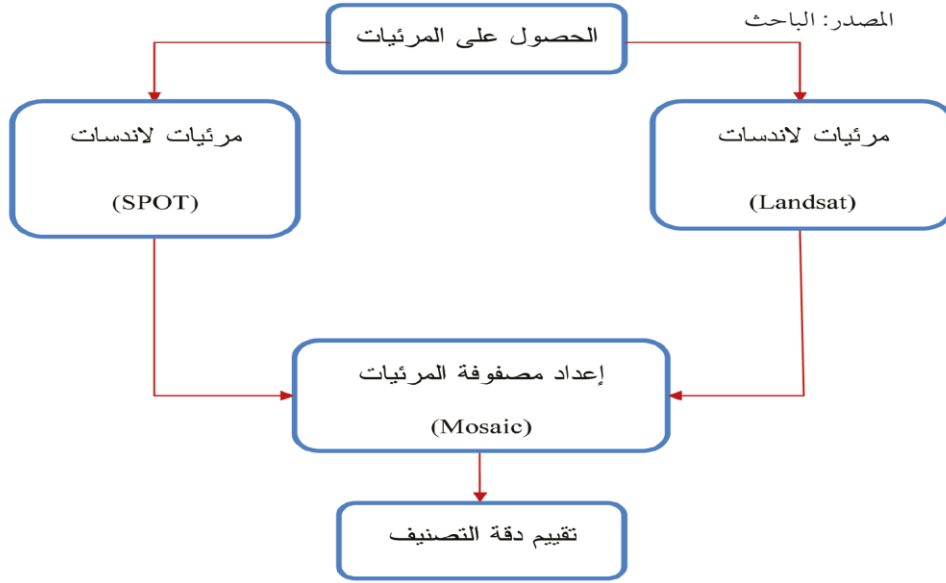 المصدر: الباحث
الحصول على المرئيات
مرئيات لاندسات
(Landsat)
مرئيات لاندسات
(SPOT)
إعداد مصفوفة المرئيات
(Mosaic)
تقييم دقة التصنيف